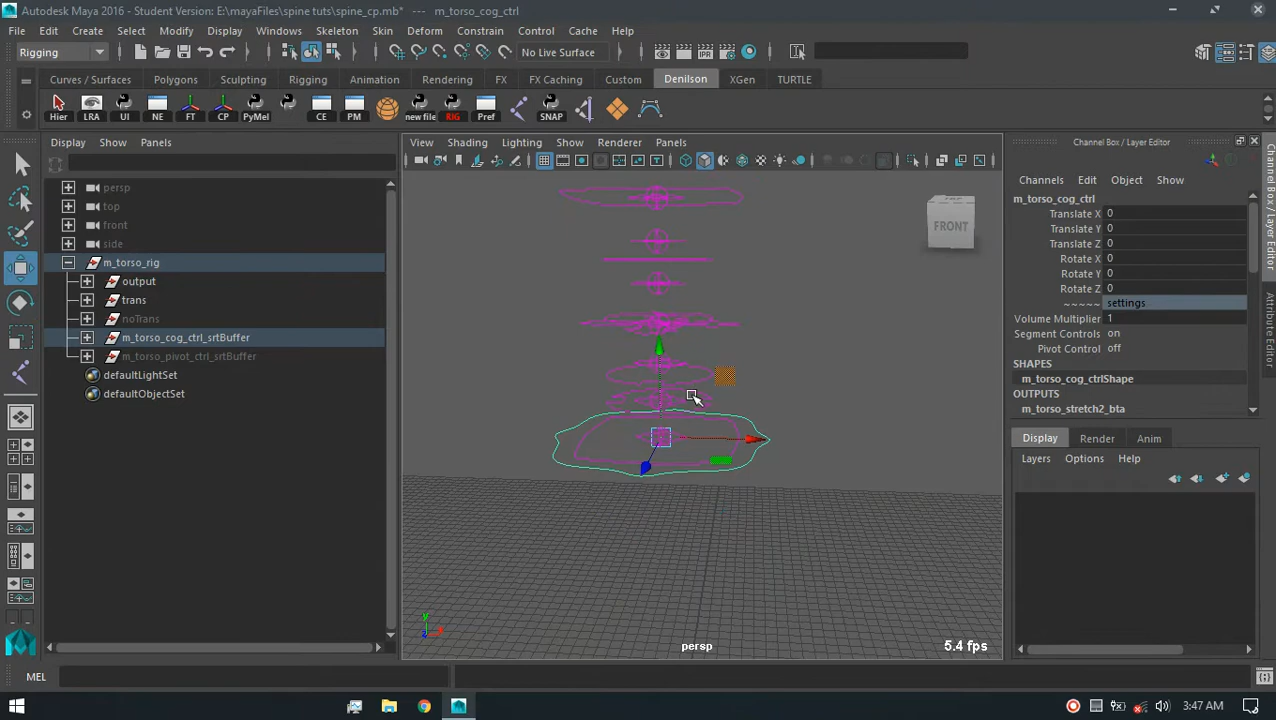 Autodesk Maya 2016 - Student Version: E:\mayaFiles\spine tuts\spine_cp.mb* --- m_torso_cog_ctrl
File Edit Create Select Modify Display Windows Skeleton Skin Deform Constrain Control Cache Help
Rigging No Live Surface
Curves / Surfaces Polygons Sculpting Rigging Animation Rendering FX FX Caching Custom Denilson XGen TURTLE
Hier LRA UI NE FT CP PyMel CE PM new file RIG Pref SNAP
Display Show Panels
View Shading Lighting Show Renderer Panels
Channel Box / Layer Editor
Channels Edit Object Show
persp
top
front
side
m_torso_rig
output
trans
noTrans
m_torso_cog_ctrl_srtBuffer
m_torso_pivot_ctrl_srtBuffer
defaultLightSet
defaultObjectSet
FRONT
persp
5.4 fps
m_torso_cog_ctrl
Translate X 0
Translate Y 0
Translate Z 0
Rotate X 0
Rotate Y 0
Rotate Z 0
~~~~~ settings
Volume Multiplier 1
Segment Controls on
Pivot Control off
SHAPES
m_torso_cog_ctrlShape
OUTPUTS
m_torso_stretch2_bta
Display Render Anim
Layers Options Help
Channel Box / Layer Editor
Attribute Editor
MEL
3:47 AM